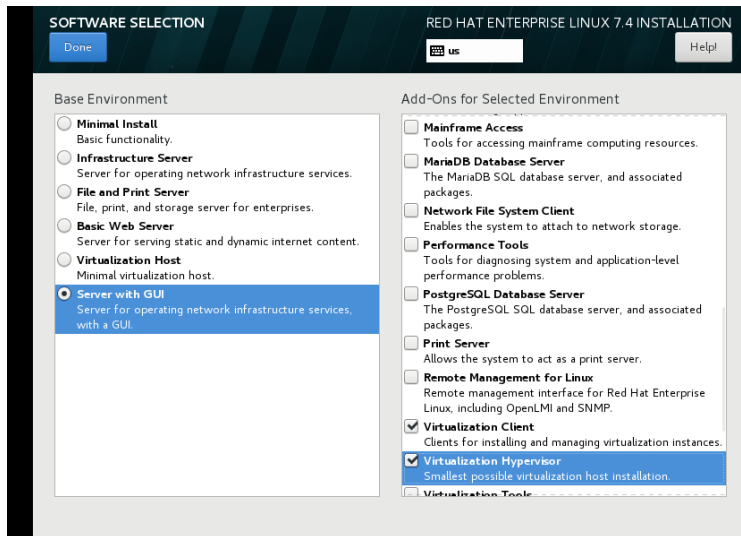 SOFTWARE SELECTION
RED HAT ENTERPRISE LINUX 7.4 INSTALLATION
Done
us
Help!
Base Environment
Minimal Install
Basic functionality.
Infrastructure Server
Server for operating network infrastructure services.
File and Print Server
File, print, and storage server for enterprises.
Basic Web Server
Server for serving static and dynamic internet content.
Virtualization Host
Minimal virtualization host.
Server with GUI
Server for operating network infrastructure services,
with a GUI.
Add-Ons for Selected Environment
Mainframe Access
Tools for accessing mainframe computing resources.
MariaDB Database Server
The MariaDB SQL database server, and associated
packages.
Network File System Client
Enables the system to attach to network storage.
Performance Tools
Tools for diagnosing system and application-level
performance problems.
PostgreSQL Database Server
The PostgreSQL SQL database server, and associated
packages.
Print Server
Allows the system to act as a print server.
Remote Management for Linux
Remote management interface for Red Hat Enterprise
Linux, including OpenLMI and SNMP.
Virtualization Client
Clients for installing and managing virtualization instances.
Virtualization Hypervisor
Smallest possible virtualization host installation.
Virtualization Tools